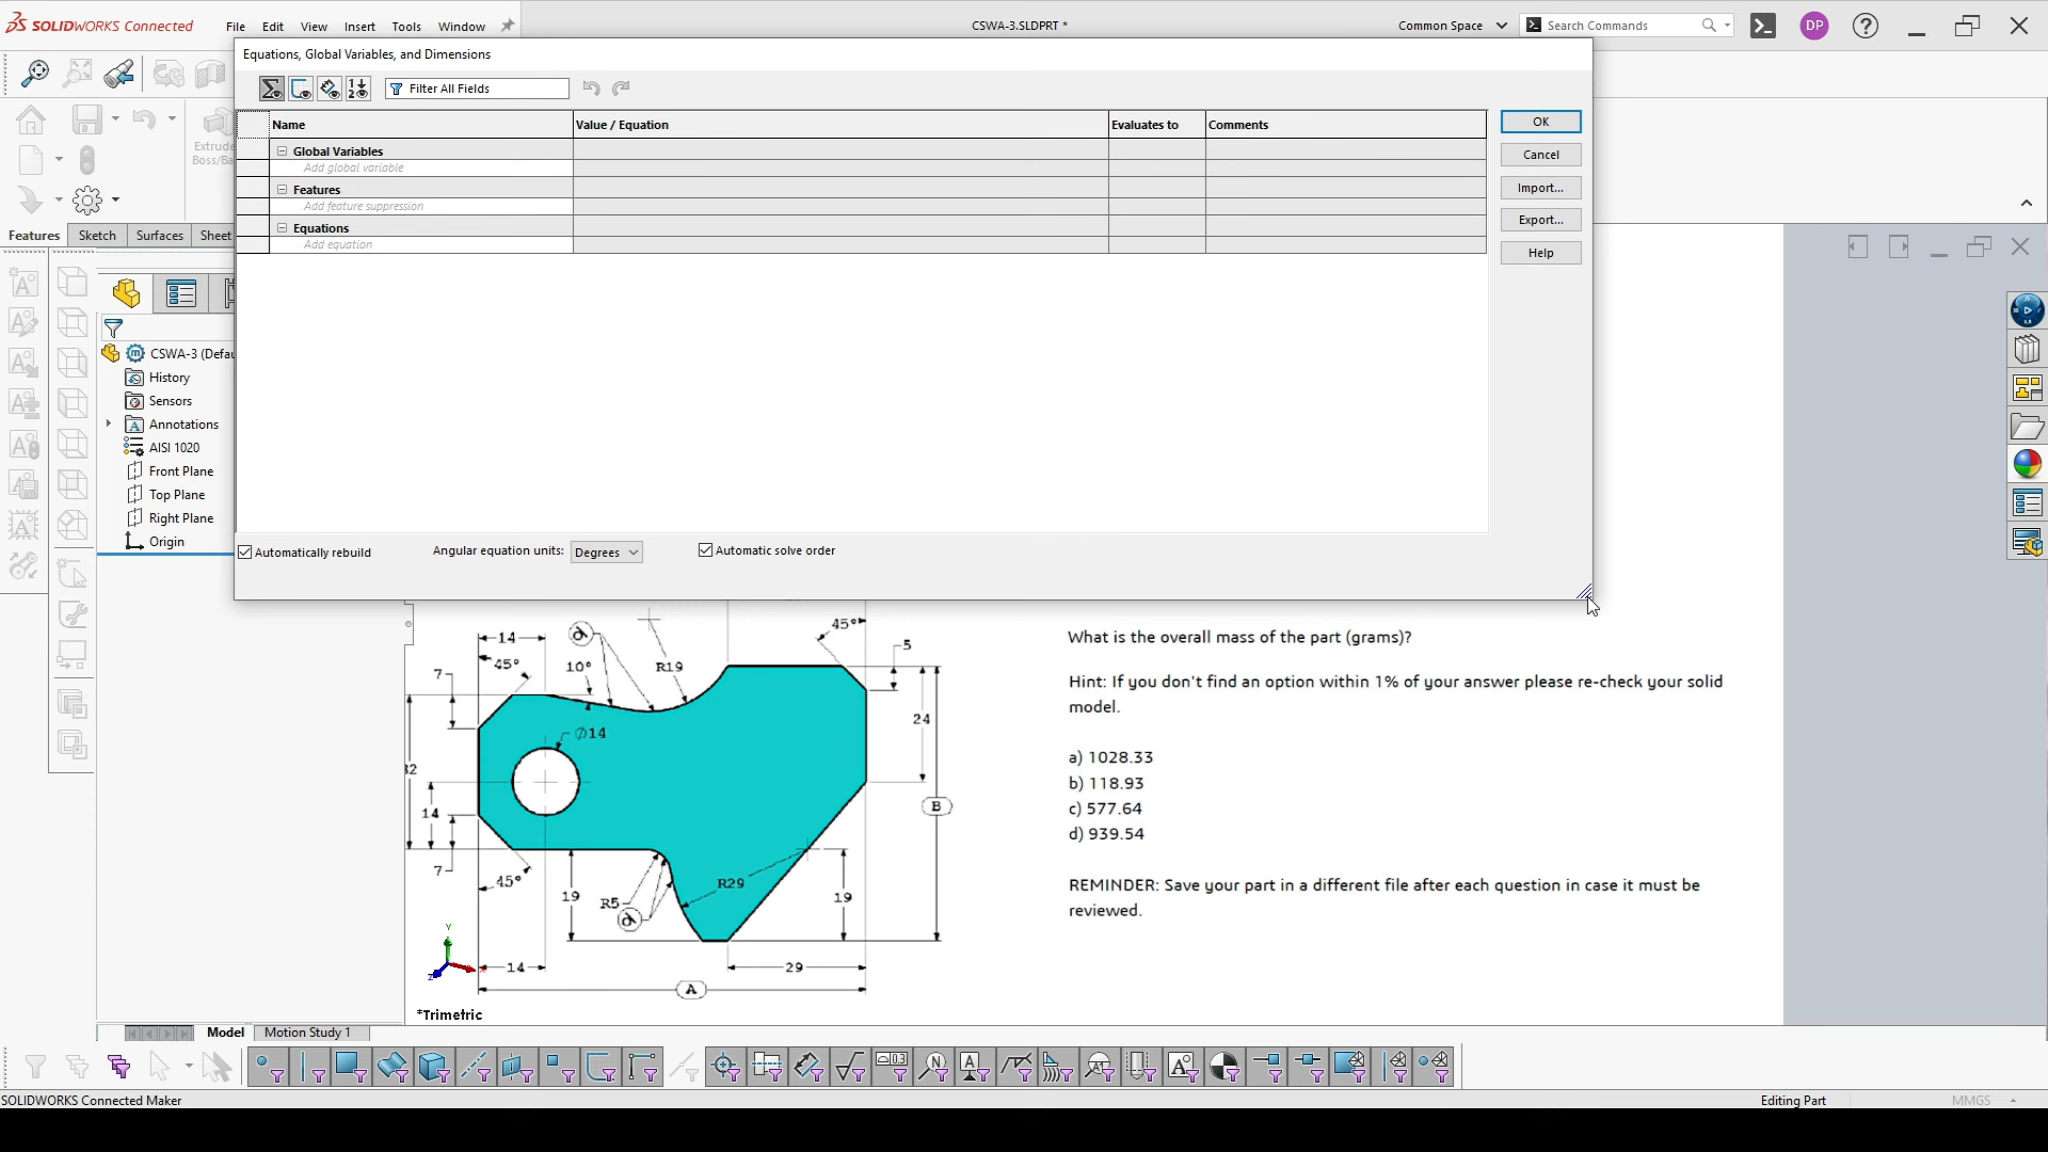 SOLIDWORKS Connected
File Edit View Insert Tools Window
CSWA-3.SLDPRT *
Common Space
Search Commands
DP
Equations, Global Variables, and Dimensions
Filter All Fields
Name Value / Equation Evaluates to Comments
Global Variables
Add global variable
Features
Add feature suppression
Equations
Add equation
OK
Cancel
Import...
Export...
Help
Automatically rebuild
Angular equation units: Degrees
Automatic solve order
Extruded
Features Sketch Surfaces Sheet
CSWA-3 (Defau
History
Sensors
Annotations
AISI 1020
Front Plane
Top Plane
Right Plane
Origin
14
45°
7
10°
R19
45°
5
24
Ø14
14
B
7
45°
19
R5
R29
19
14
29
A
Y
*Trimetric
What is the overall mass of the part (grams)?
Hint: If you don't find an option within 1% of your answer please re-check your solid
model.
a) 1028.33
b) 118.93
c) 577.64
d) 939.54
REMINDER: Save your part in a different file after each question in case it must be
reviewed.
Model Motion Study 1
SOLIDWORKS Connected Maker
Editing Part
MMGS